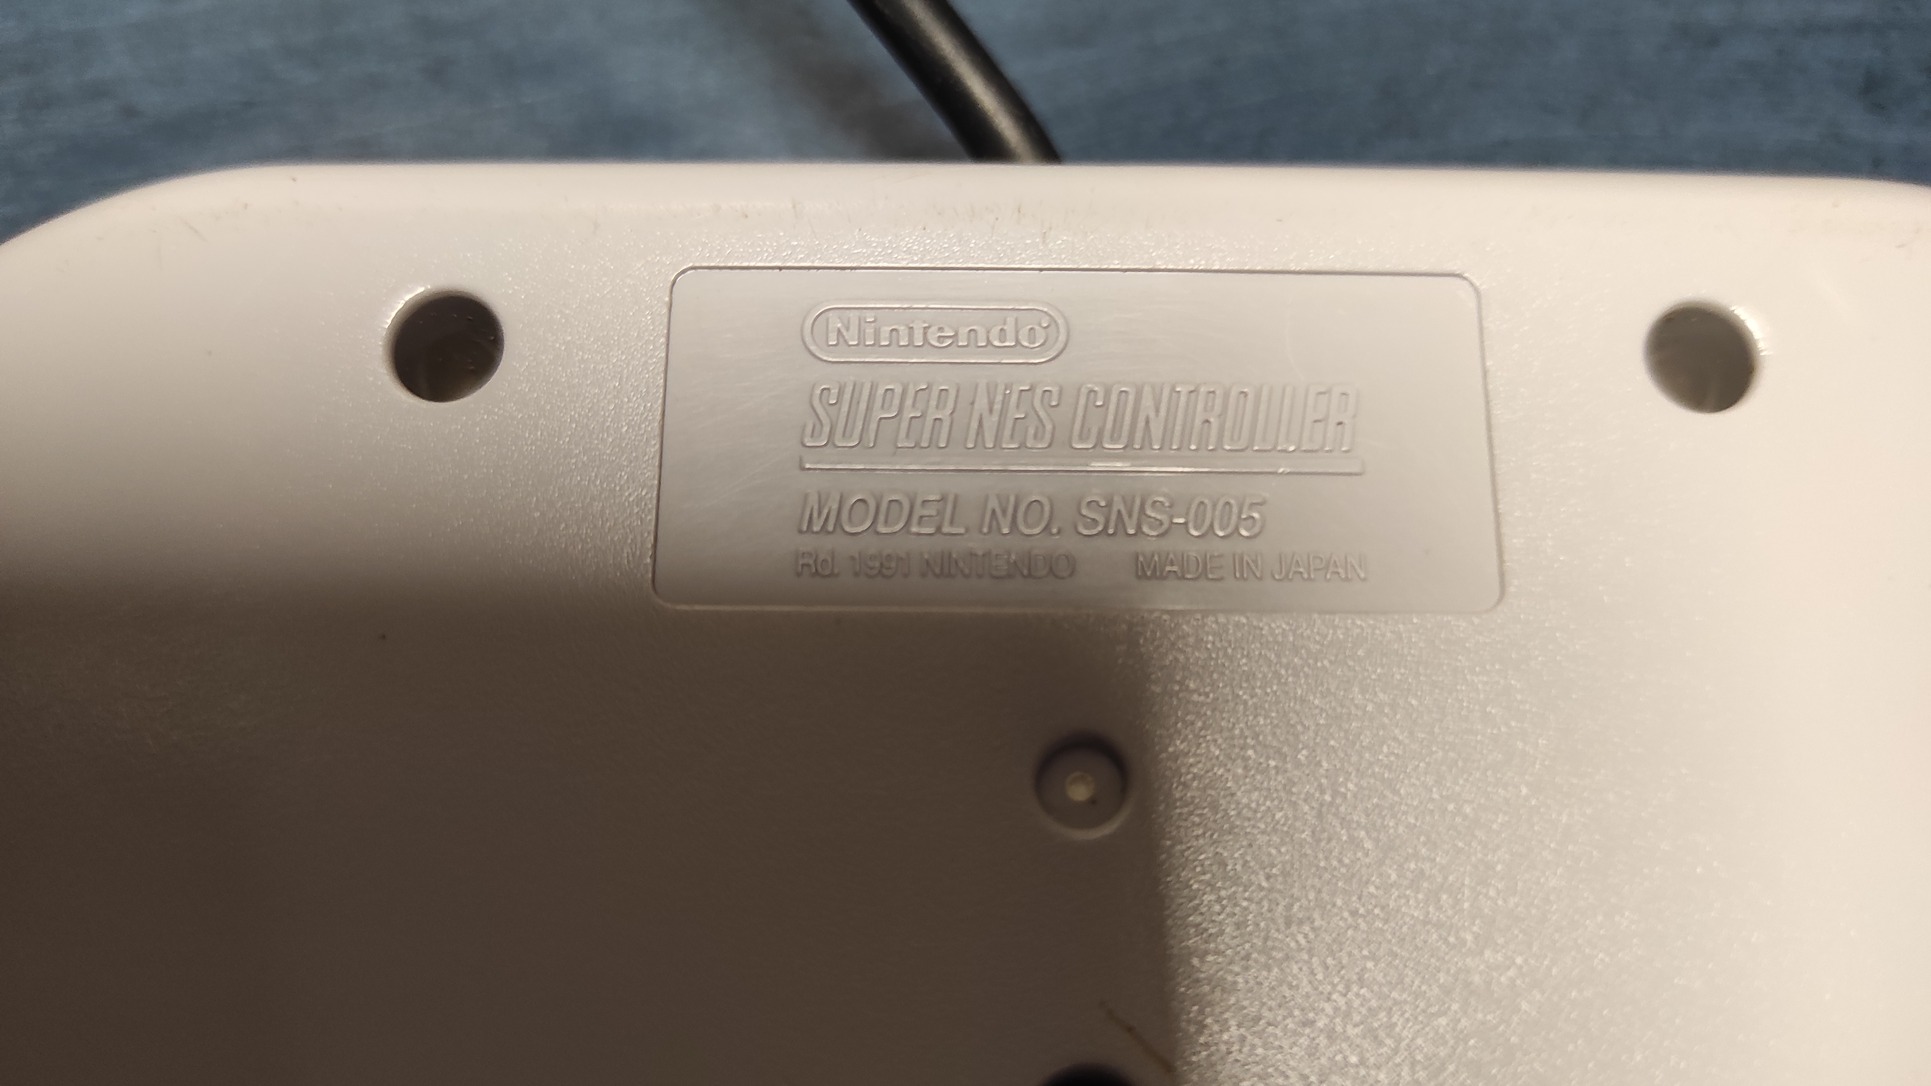 Nintendo®
SUPER NES CONTROLLER
MODEL NO. SNS-005
Rd. 1991 NINTENDO MADE IN JAPAN